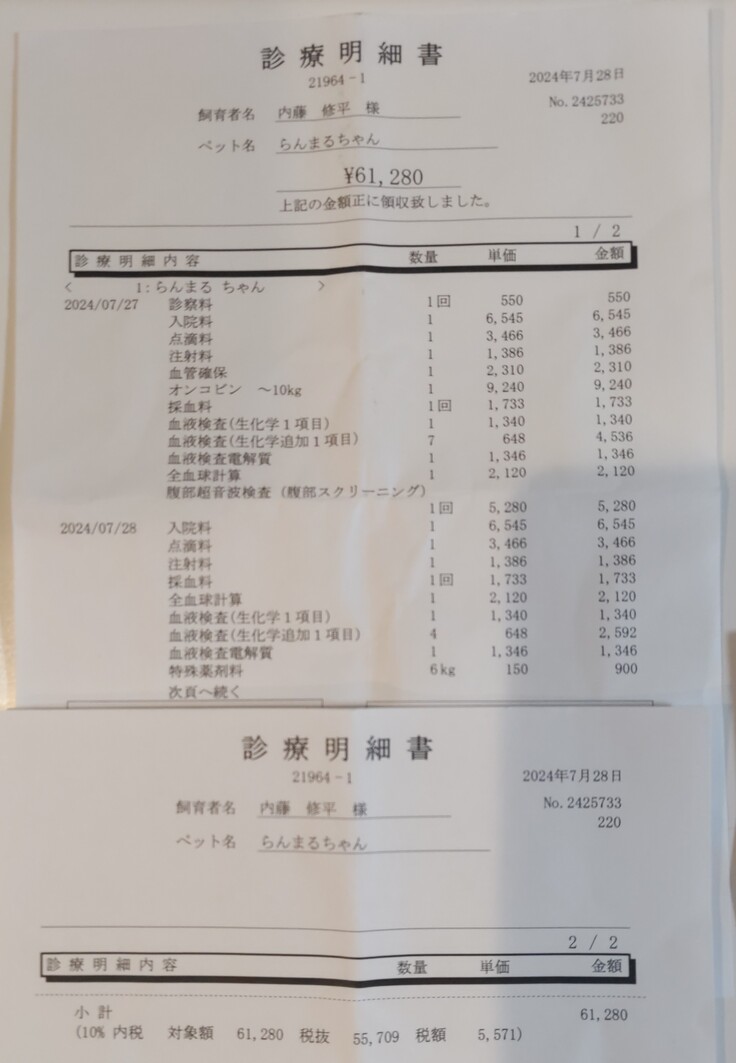 診療明細書
21964-1
2024年7月28日
No.2425733
220
飼育者名 内藤 修平 様
ペット名 らんまるちゃん
¥61,280
上記の金額正に領収致しました。
1 / 2
診療明細内容 数量 単価 金額
< 1:らんまる ちゃん >
2024/07/27 診察料 1回 550 550
入院料 1 6,545 6,545
点滴料 1 3,466 3,466
注射料 1 1,386 1,386
血管確保 1 2,310 2,310
オンコビン ～10kg 1 9,240 9,240
採血料 1回 1,733 1,733
血液検査(生化学1項目) 1 1,340 1,340
血液検査(生化学追加1項目) 7 648 4,536
血液検査電解質 1 1,346 1,346
全血球計算 1 2,120 2,120
腹部超音波検査 (腹部スクリーニング)
1回 5,280 5,280
2024/07/28 入院料 1 6,545 6,545
点滴料 1 3,466 3,466
注射料 1 1,386 1,386
採血料 1回 1,733 1,733
全血球計算 1 2,120 2,120
血液検査(生化学1項目) 1 1,340 1,340
血液検査(生化学追加1項目) 4 648 2,592
血液検査電解質 1 1,346 1,346
特殊薬剤料 6kg 150 900
次頁へ続く
診療明細書
21964-1
2024年7月28日
No.2425733
220
飼育者名 内藤 修平 様
ペット名 らんまるちゃん
2 / 2
診療明細内容 数量 単価 金額
小計 61,280
(10% 内税 対象額 61,280 税抜 55,709 税額 5,571)